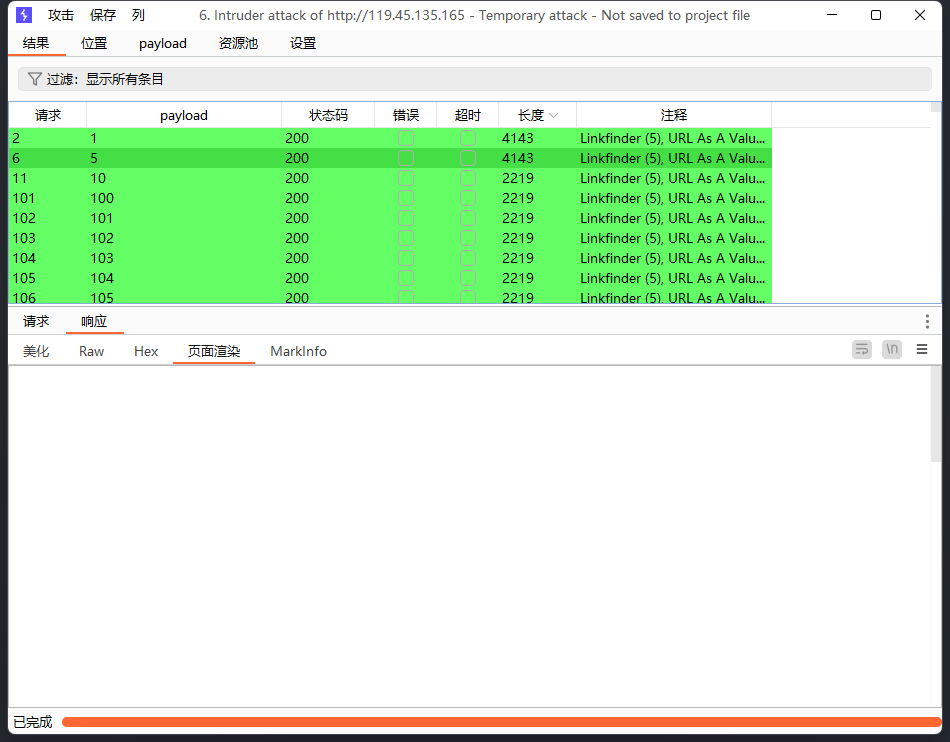 攻击 保存 列 6. Intruder attack of http://119.45.135.165 - Temporary attack - Not saved to project file
结果 位置 payload 资源池 设置
过滤：显示所有条目
请求 payload 状态码 错误 超时 长度 注释
2 1 200 4143 Linkfinder (5), URL As A Valu...
6 5 200 4143 Linkfinder (5), URL As A Valu...
11 10 200 2219 Linkfinder (5), URL As A Valu...
101 100 200 2219 Linkfinder (5), URL As A Valu...
102 101 200 2219 Linkfinder (5), URL As A Valu...
103 102 200 2219 Linkfinder (5), URL As A Valu...
104 103 200 2219 Linkfinder (5), URL As A Valu...
105 104 200 2219 Linkfinder (5), URL As A Valu...
106 105 200 2219 Linkfinder (5), URL As A Valu...
请求 响应
美化 Raw Hex 页面渲染 MarkInfo \n
已完成